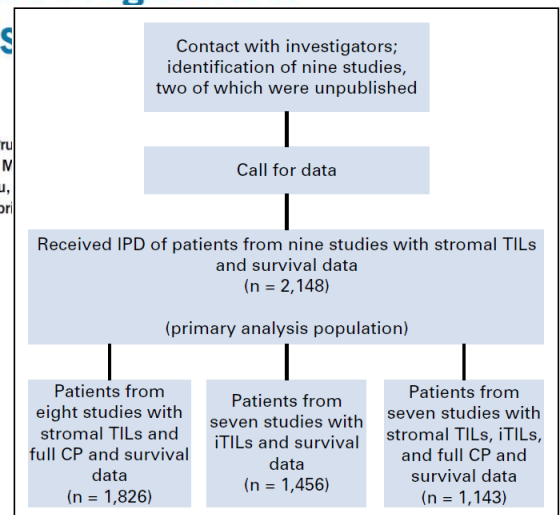 Contact with investigators;
identification of nine studies,
two of which were unpublished
Call for data
Received IPD of patients from nine studies with stromal TILs
and survival data
(n = 2,148)
(primary analysis population)
Patients from
eight studies with
stromal TILs and
full CP and survival
data
(n = 1,826)
Patients from
seven studies with
iTILs and survival
data
(n = 1,456)
Patients from
seven studies with
stromal TILs, iTILs,
and full CP and
survival data
(n = 1,143)